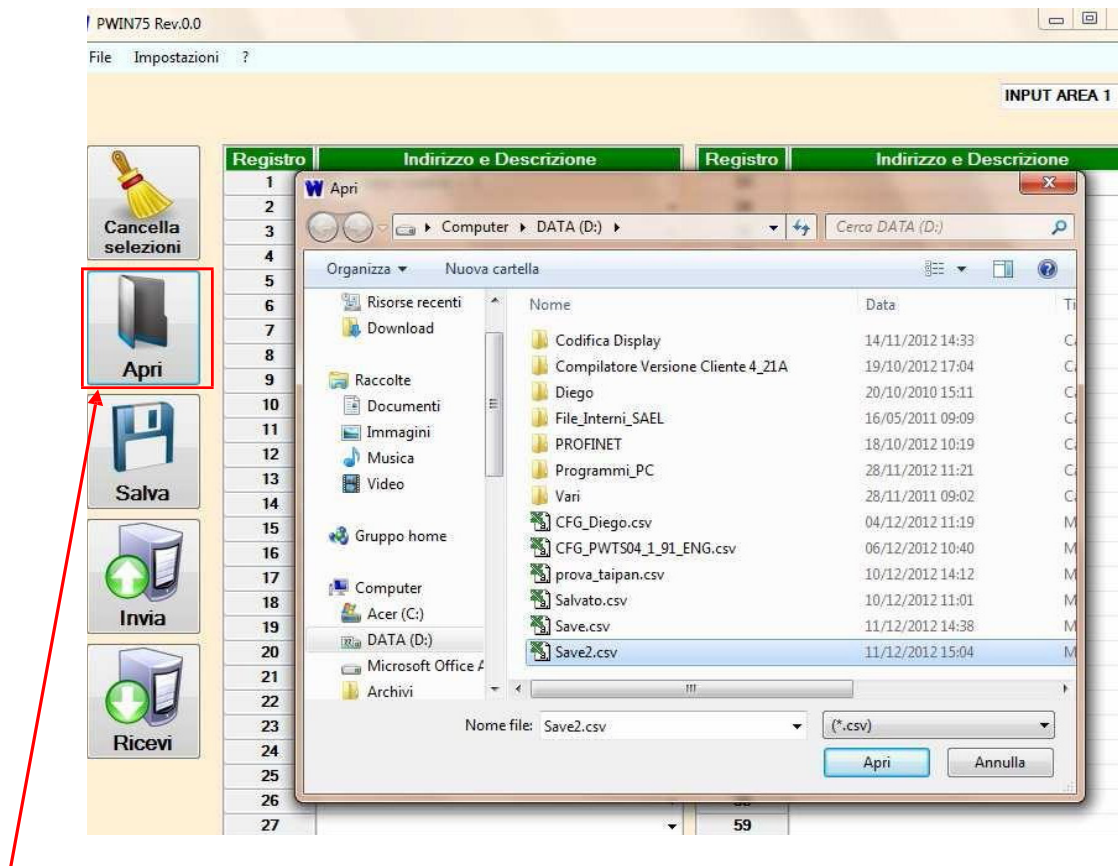 PWIN75 Rev.0.0
File Impostazioni ?
INPUT AREA 1
Cancella
selezioni
Apri
Salva
Invia
Ricevi
Registro Indirizzo e Descrizione Registro Indirizzo e Descrizione
1
2
3
4
5
6
7
8
9
10
11
12
13
14
15
16
17
18
19
20
21
22
23
24
25
26
27 59
Apri
Computer DATA (D:)
Cerca DATA (D:)
Organizza Nuova cartella
Risorse recenti
Download
Raccolte
Documenti
Immagini
Musica
Video
Gruppo home
Computer
Acer (C:)
DATA (D:)
Microsoft Office
Archivi
Nome Data
Codifica Display 14/11/2012 14:33
Compilatore Versione Cliente 4_21A 19/10/2012 17:04
Diego 20/10/2010 15:11
File_Interni_SAEL 16/05/2011 09:09
PROFINET 18/10/2012 10:19
Programmi_PC 28/11/2012 11:21
Vari 28/11/2011 09:02
CFG_Diego.csv 04/12/2012 11:19
CFG_PWTS04_1_91_ENG.csv 06/12/2012 10:40
prova_taipan.csv 10/12/2012 14:12
Salvato.csv 10/12/2012 11:01
Save.csv 11/12/2012 14:38
Save2.csv 11/12/2012 15:04
Nome file: Save2.csv (*.csv)
Apri Annulla